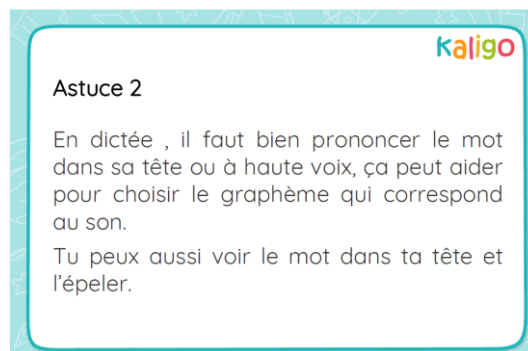 kaligo
Astuce 2
En dictée , il faut bien prononcer le mot
dans sa tête ou à haute voix, ça peut aider
pour choisir le graphème qui correspond
au son.
Tu peux aussi voir le mot dans ta tête et
l'épeler.